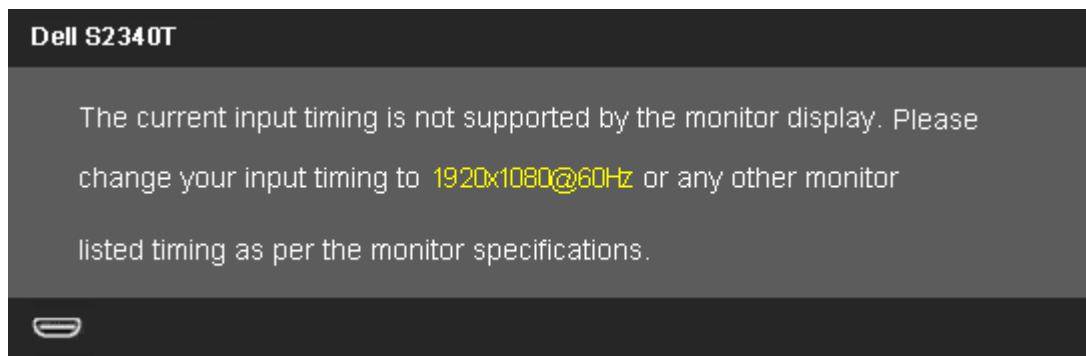 Dell S2340T
The current input timing is not supported by the monitor display. Please
change your input timing to 1920x1080@60Hz or any other monitor
listed timing as per the monitor specifications.